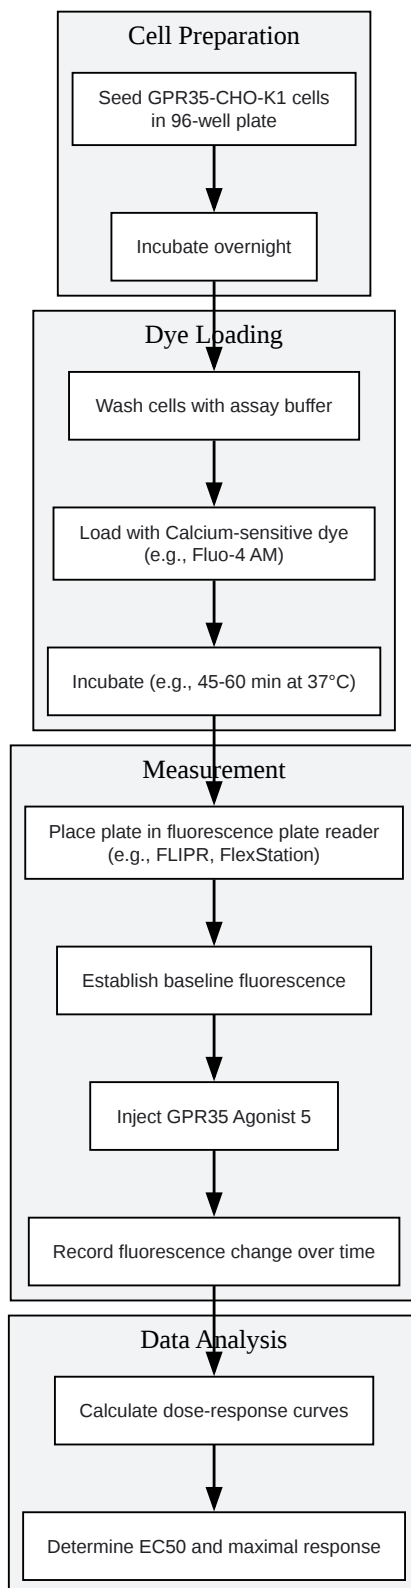 Cell Preparation
Seed GPR35-CHO-K1 cells
in 96-well plate
Incubate overnight
Dye Loading
Wash cells with assay buffer
Load with Calcium-sensitive dye
(e.g., Fluo-4 AM)
Incubate (e.g., 45-60 min at 37°C)
Measurement
Place plate in fluorescence plate reader
(e.g., FLIPR, FlexStation)
Establish baseline fluorescence
Inject GPR35 Agonist 5
Record fluorescence change over time
Data Analysis
Calculate dose-response curves
Determine EC50 and maximal response